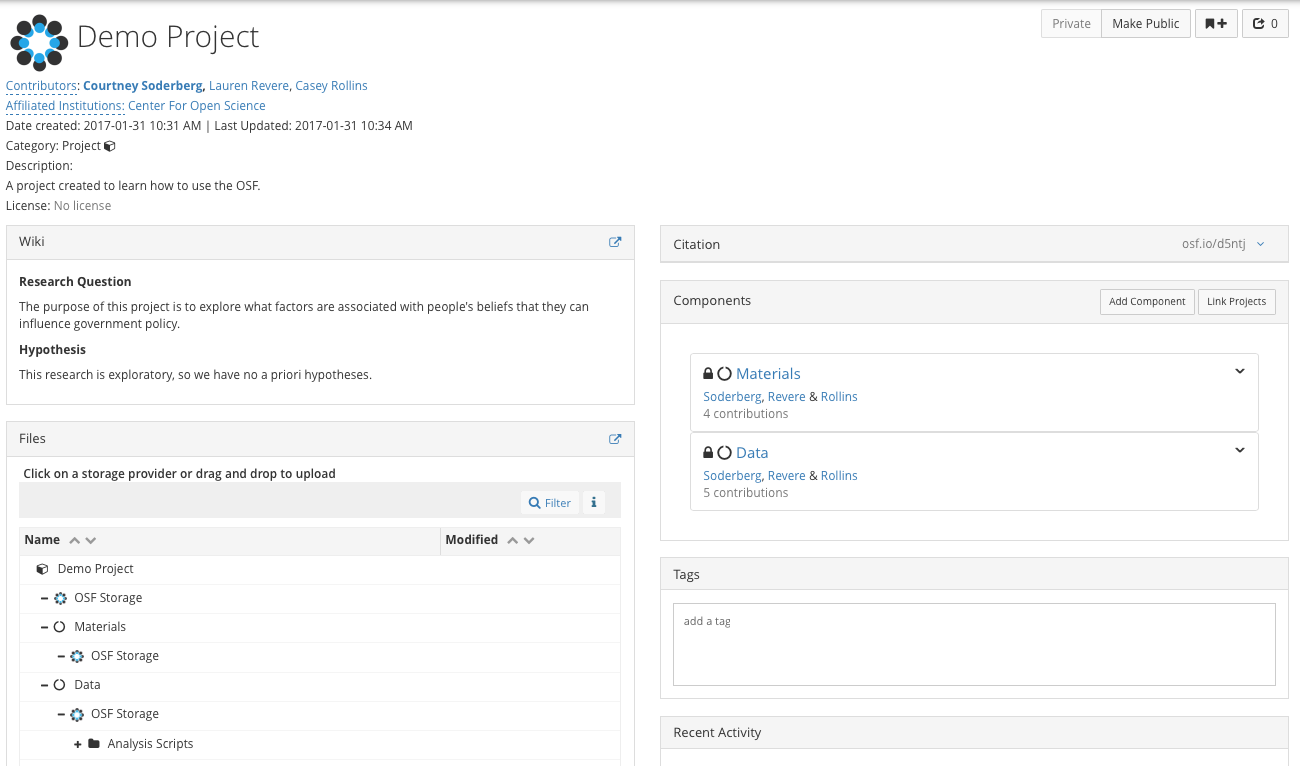 Demo Project
Private Make Public 0
Contributors: Courtney Soderberg, Lauren Revere, Casey Rollins
Affiliated Institutions: Center For Open Science
Date created: 2017-01-31 10:31 AM | Last Updated: 2017-01-31 10:34 AM
Category: Project
Description:
A project created to learn how to use the OSF.
License: No license
Wiki
Research Question
The purpose of this project is to explore what factors are associated with people's beliefs that they can
influence government policy.
Hypothesis
This research is exploratory, so we have no a priori hypotheses.
Files
Click on a storage provider or drag and drop to upload
Filter
Name Modified
Demo Project
OSF Storage
Materials
OSF Storage
Data
OSF Storage
Analysis Scripts
Citation osf.io/d5ntj
Components Add Component Link Projects
Materials
Soderberg, Revere & Rollins
4 contributions
Data
Soderberg, Revere & Rollins
5 contributions
Tags
add a tag
Recent Activity